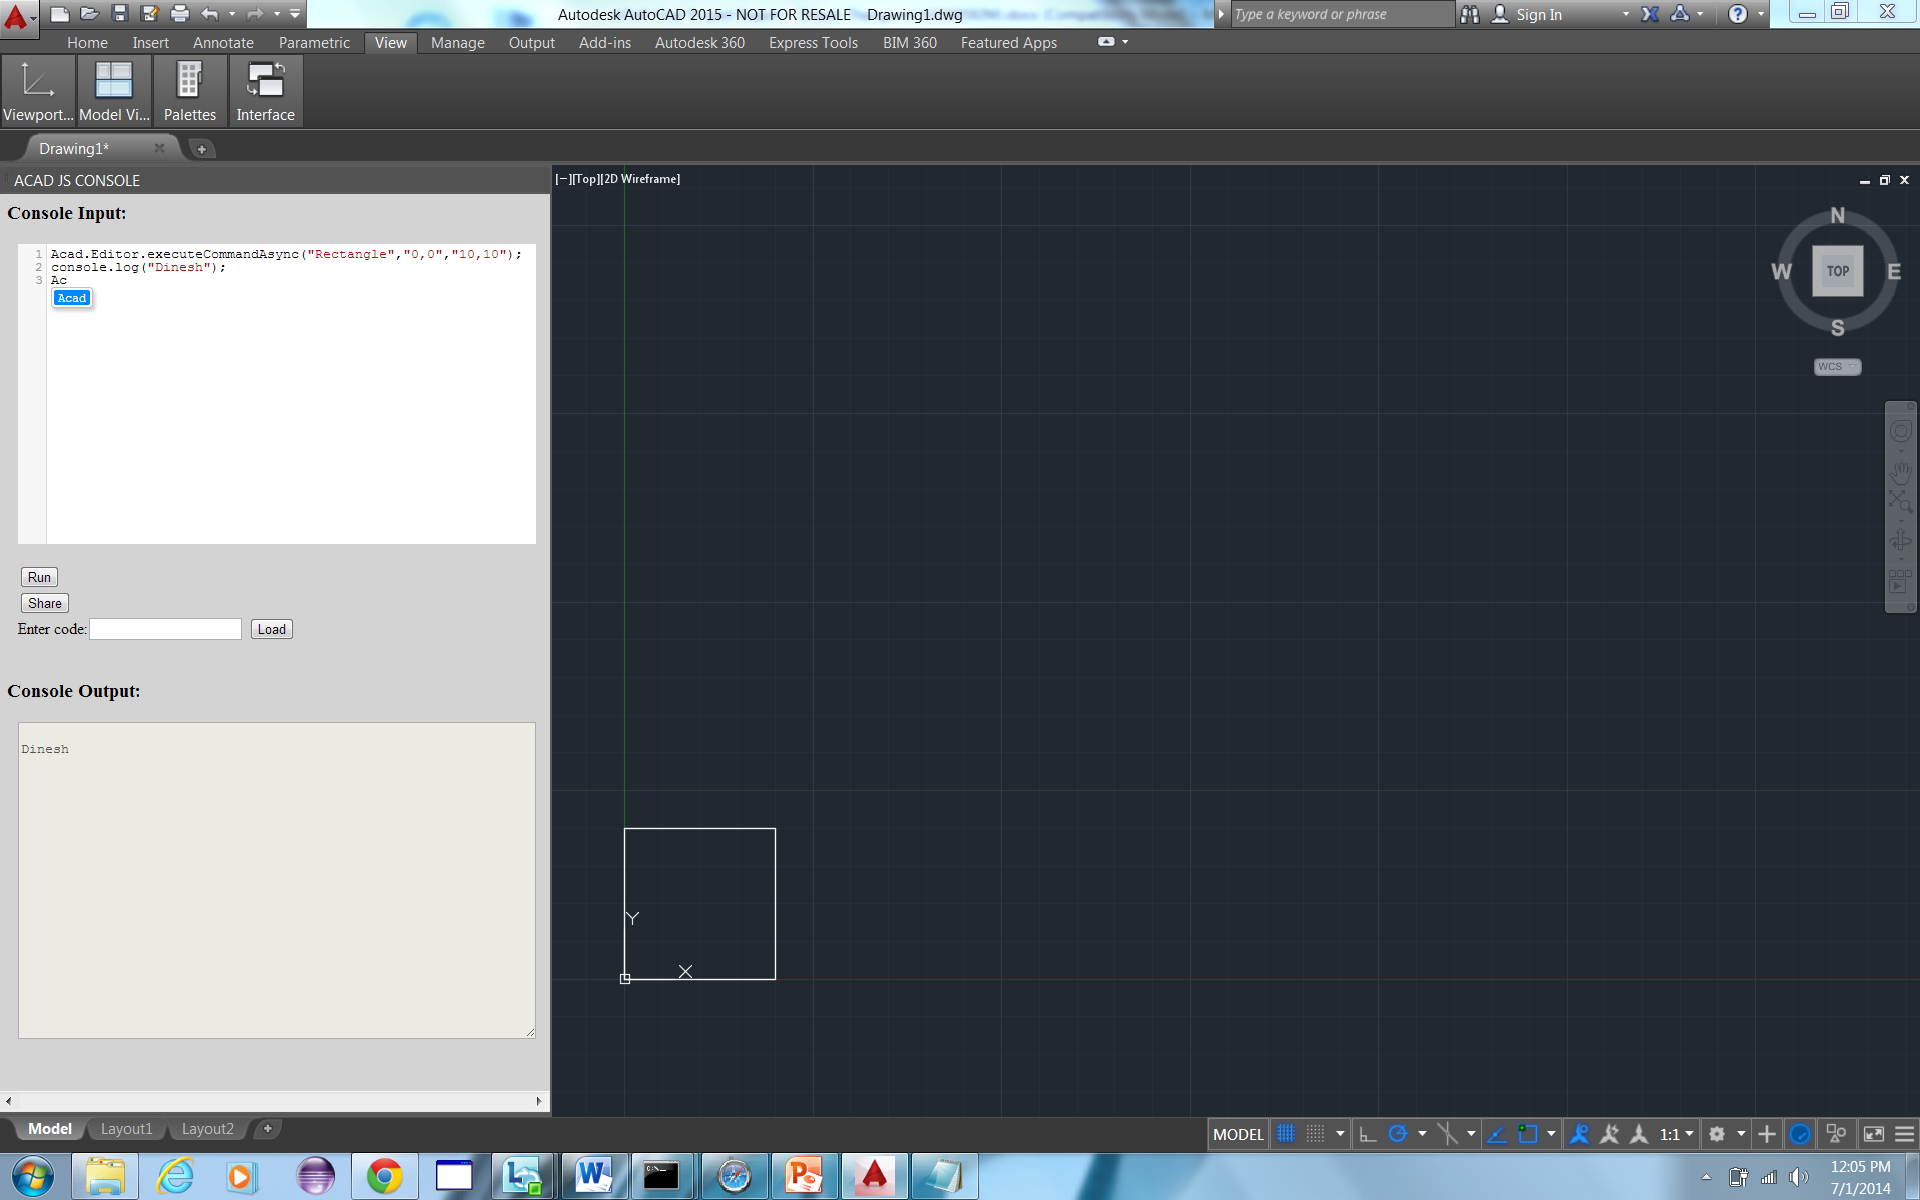 Autodesk AutoCAD 2015 - NOT FOR RESALE Drawing1.dwg
Type a keyword or phrase
Sign In
Home Insert Annotate Parametric View Manage Output Add-ins Autodesk 360 Express Tools BIM 360 Featured Apps
Viewport... Model Vi... Palettes Interface
Drawing1*
ACAD JS CONSOLE
[−][Top][2D Wireframe]
Console Input:
1 Acad.Editor.executeCommandAsync("Rectangle","0,0","10,10");
2 console.log("Dinesh");
3 Ac
Acad
N
W TOP E
S
WCS
Run
Share
Enter code: Load
Console Output:
Dinesh
Y
X
Model Layout1 Layout2
MODEL 1:1
12:05 PM
7/1/2014